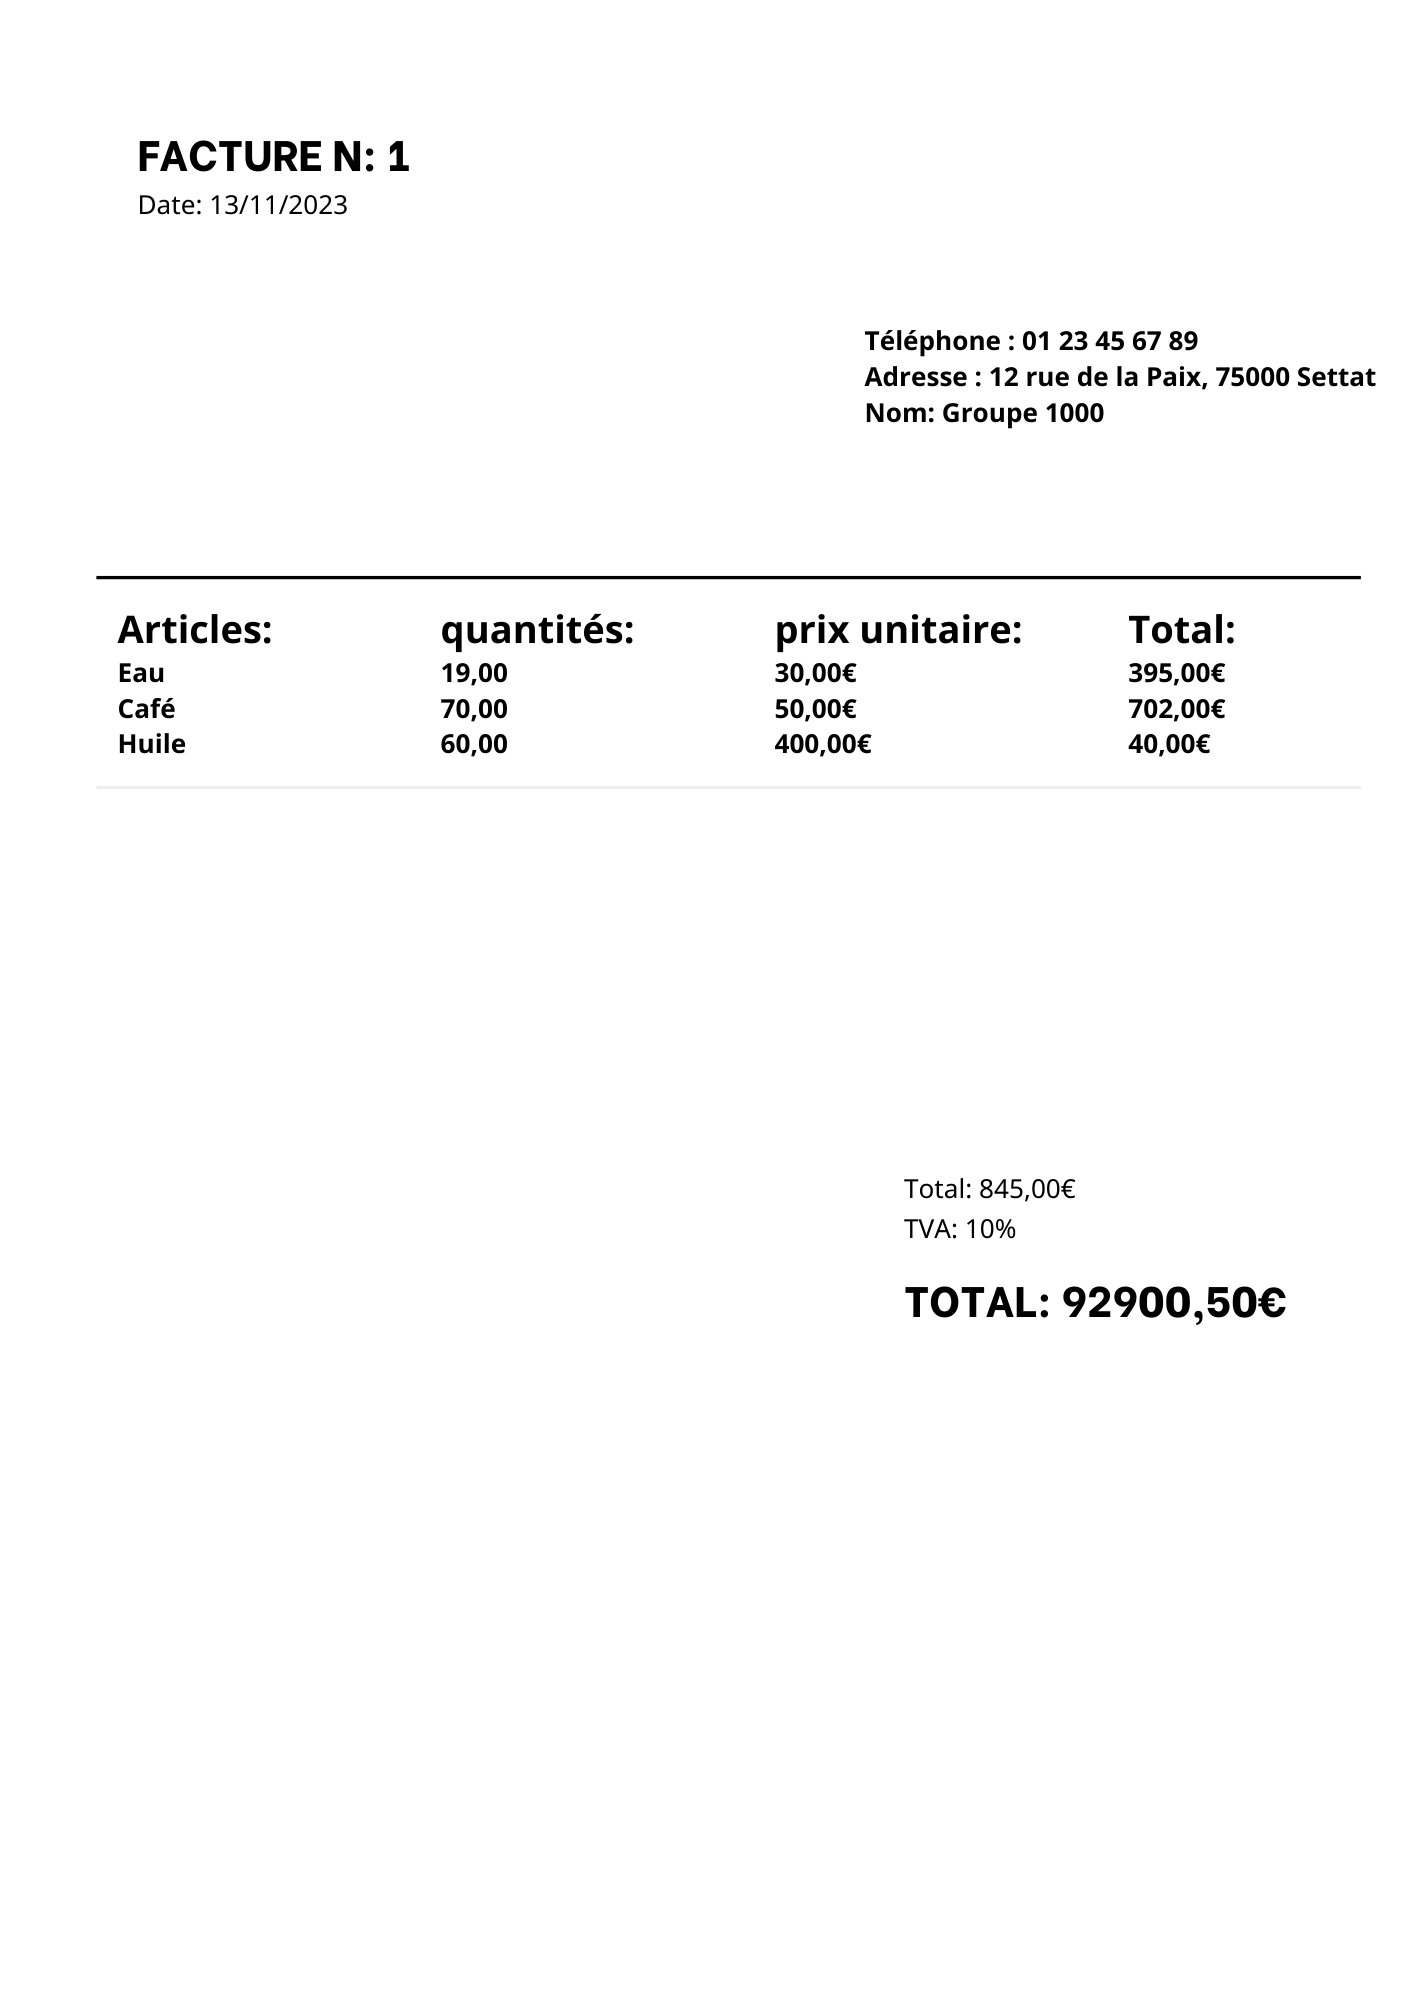 FACTURE N: 1
Date: 13/11/2023
Téléphone : 01 23 45 67 89
Adresse : 12 rue de la Paix, 75000 Settat
Nom: Groupe 1000
Articles: quantités: prix unitaire: Total:
Eau 19,00 30,00€ 395,00€
Café 70,00 50,00€ 702,00€
Huile 60,00 400,00€ 40,00€
Total: 845,00€
TVA: 10%
TOTAL: 92900,50€